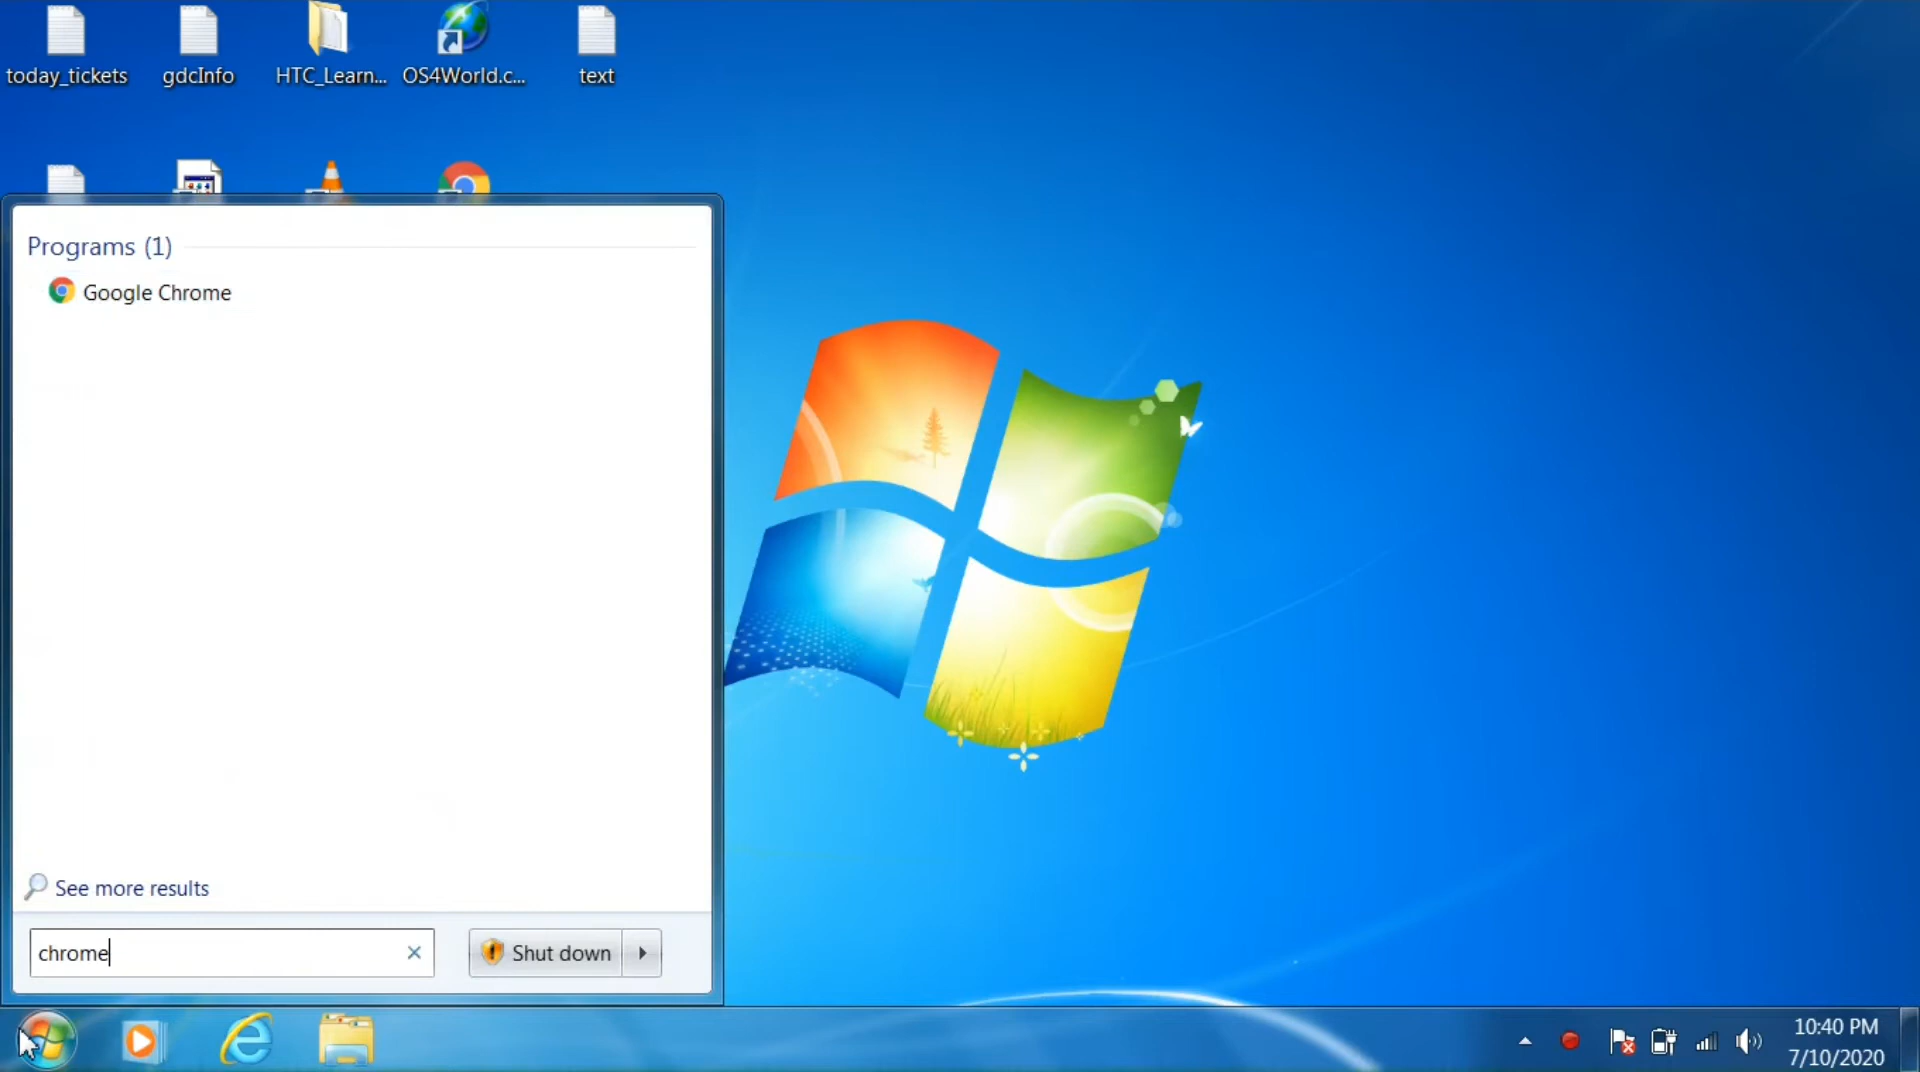 today_tickets
gdcInfo
HTC_Learn...
OS4World.c...
text
Programs (1)
Google Chrome
See more results
chrome
Shut down
10:40 PM
7/10/2020